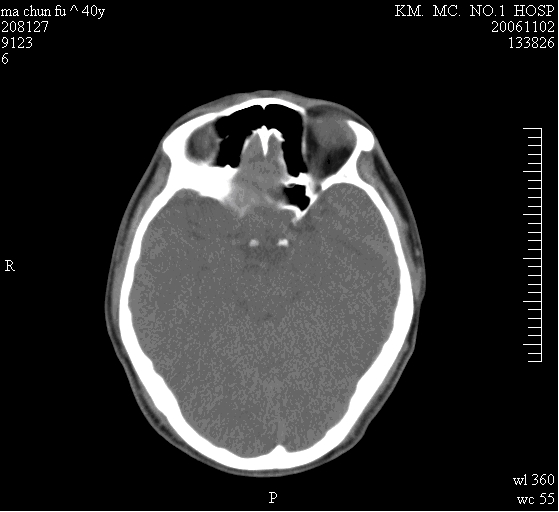 ma chun fu ^ 40y
208127
9123
6
KM. MC. NO.1 HOSP
20061102
133826
R
P
wl 360
wc 55